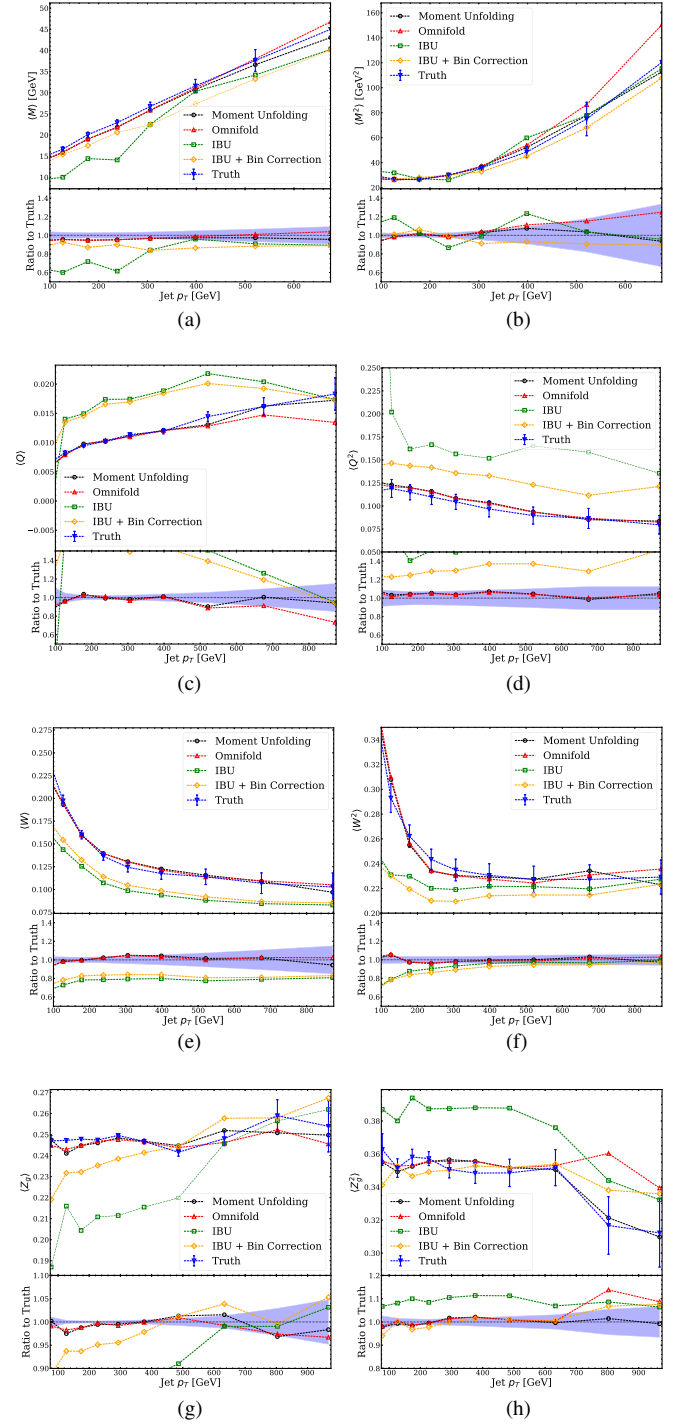 50
45
40
35
30
25
20
15
10
⟨M⟩ [GeV]
Moment Unfolding
Omnifold
IBU
IBU + Bin Correction
Truth
1.4
1.2
1.0
0.8
0.6
Ratio to Truth
100 200 300 400 500 600
Jet pT [GeV]
(a)
160
140
120
100
80
60
40
20
⟨M²⟩ [GeV²]
Moment Unfolding
Omnifold
IBU
IBU + Bin Correction
Truth
1.4
1.2
1.0
0.8
0.6
Ratio to Truth
100 200 300 400 500 600
Jet pT [GeV]
(b)
0.020
0.015
0.010
0.005
0.000
−0.005
⟨Q⟩
Moment Unfolding
Omnifold
IBU
IBU + Bin Correction
Truth
1.4
1.2
1.0
0.8
0.6
Ratio to Truth
100 200 300 400 500 600 700 800
Jet pT [GeV]
(c)
0.250
0.225
0.200
0.175
0.150
0.125
0.100
0.075
0.050
⟨Q²⟩
Moment Unfolding
Omnifold
IBU
IBU + Bin Correction
Truth
1.4
1.2
1.0
0.8
0.6
Ratio to Truth
100 200 300 400 500 600 700 800
Jet pT [GeV]
(d)
0.275
0.250
0.225
0.200
0.175
0.150
0.125
0.100
0.075
⟨W⟩
Moment Unfolding
Omnifold
IBU
IBU + Bin Correction
Truth
1.4
1.2
1.0
0.8
0.6
Ratio to Truth
100 200 300 400 500 600 700 800
Jet pT [GeV]
(e)
0.34
0.32
0.30
0.28
0.26
0.24
0.22
0.20
⟨W²⟩
Moment Unfolding
Omnifold
IBU
IBU + Bin Correction
Truth
1.4
1.2
1.0
0.8
0.6
Ratio to Truth
100 200 300 400 500 600 700 800
Jet pT [GeV]
(f)
0.27
0.26
0.25
0.24
0.23
0.22
0.21
0.20
0.19
⟨Zg⟩
Moment Unfolding
Omnifold
IBU
IBU + Bin Correction
Truth
1.10
1.05
1.00
0.95
0.90
Ratio to Truth
100 200 300 400 500 600 700 800 900
Jet pT [GeV]
(g)
0.38
0.36
0.34
0.32
0.30
⟨Zg²⟩
Moment Unfolding
Omnifold
IBU
IBU + Bin Correction
Truth
1.2
1.1
1.0
0.9
0.8
Ratio to Truth
100 200 300 400 500 600 700 800 900
Jet pT [GeV]
(h)